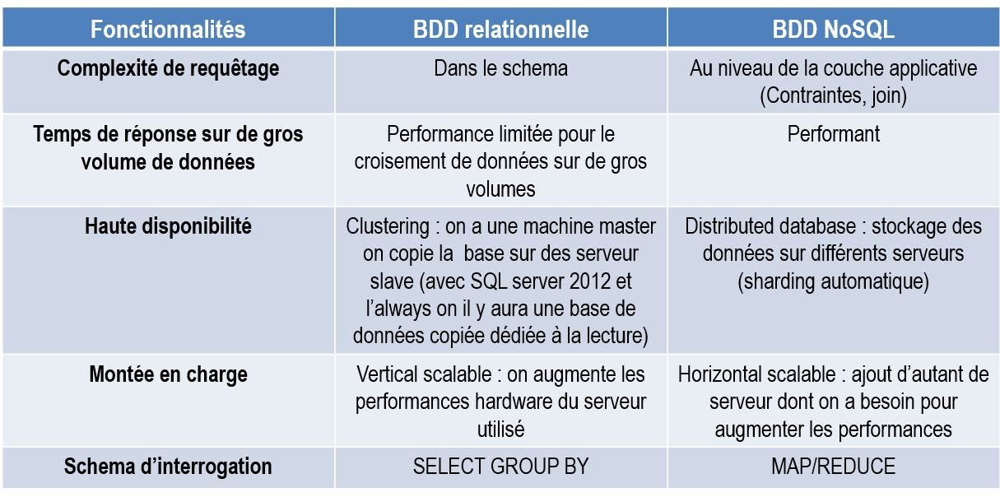 Fonctionnalités
BDD relationnelle
BDD NoSQL
Complexité de requêtage
Dans le schema
Au niveau de la couche applicative
(Contraintes, join)
Temps de réponse sur de gros
volume de données
Performance limitée pour le
croisement de données sur de gros
volumes
Performant
Haute disponibilité
Clustering : on a une machine master
on copie la base sur des serveur
slave (avec SQL server 2012 et
l’always on il y aura une base de
données copiée dédiée à la lecture)
Distributed database : stockage des
données sur différents serveurs
(sharding automatique)
Montée en charge
Vertical scalable : on augmente les
performances hardware du serveur
utilisé
Horizontal scalable : ajout d’autant de
serveur dont on a besoin pour
augmenter les performances
Schema d’interrogation
SELECT GROUP BY
MAP/REDUCE